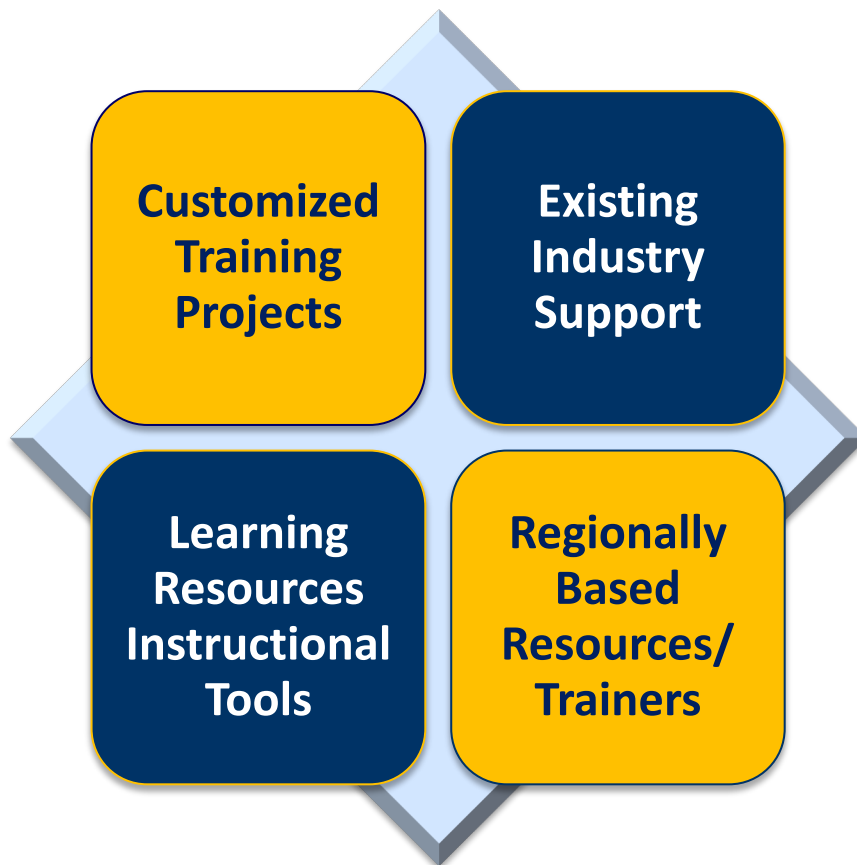 Customized
Training
Projects
Existing
Industry
Support
Learning
Resources
Instructional
Tools
Regionally
Based
Resources/
Trainers